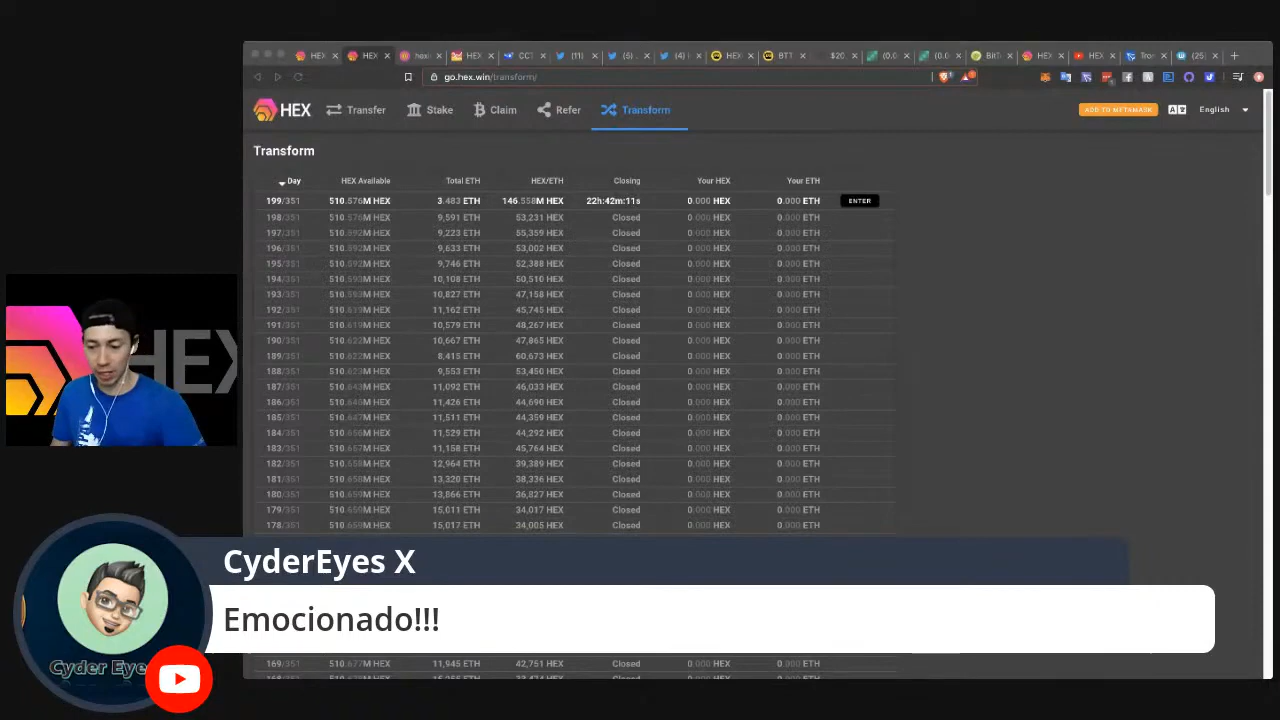 HEX HEX hexi HEX CCT (11) (5) (4) HEX BTT $20 (0.0 (0.0 BitTo HEX HEX Tron (25)
go.hex.win/transform/
HEX Transfer Stake Claim Refer Transform ADD TO METAMASK English
Transform
Day HEX Available Total ETH HEX/ETH Closing Your HEX Your ETH
199/351 510.576M HEX 3.483 ETH 146.558M HEX 22h:42m:11s 0.000 HEX 0.000 ETH ENTER
198/351 510.576M HEX 9,591 ETH 53,231 HEX Closed 0.000 HEX 0.000 ETH
197/351 510.592M HEX 9,223 ETH 55,359 HEX Closed 0.000 HEX 0.000 ETH
196/351 510.592M HEX 9,633 ETH 53,002 HEX Closed 0.000 HEX 0.000 ETH
195/351 510.592M HEX 9,746 ETH 52,388 HEX Closed 0.000 HEX 0.000 ETH
194/351 510.593M HEX 10,108 ETH 50,510 HEX Closed 0.000 HEX 0.000 ETH
193/351 510.593M HEX 10,827 ETH 47,158 HEX Closed 0.000 HEX 0.000 ETH
192/351 510.619M HEX 11,162 ETH 45,745 HEX Closed 0.000 HEX 0.000 ETH
191/351 510.619M HEX 10,579 ETH 48,267 HEX Closed 0.000 HEX 0.000 ETH
190/351 510.622M HEX 10,667 ETH 47,865 HEX Closed 0.000 HEX 0.000 ETH
189/351 510.622M HEX 8,415 ETH 60,673 HEX Closed 0.000 HEX 0.000 ETH
188/351 510.623M HEX 9,553 ETH 53,450 HEX Closed 0.000 HEX 0.000 ETH
187/351 510.643M HEX 11,092 ETH 46,033 HEX Closed 0.000 HEX 0.000 ETH
186/351 510.646M HEX 11,426 ETH 44,690 HEX Closed 0.000 HEX 0.000 ETH
185/351 510.647M HEX 11,511 ETH 44,359 HEX Closed 0.000 HEX 0.000 ETH
184/351 510.656M HEX 11,529 ETH 44,292 HEX Closed 0.000 HEX 0.000 ETH
183/351 510.657M HEX 11,158 ETH 45,764 HEX Closed 0.000 HEX 0.000 ETH
182/351 510.658M HEX 12,964 ETH 39,389 HEX Closed 0.000 HEX 0.000 ETH
181/351 510.658M HEX 13,320 ETH 38,336 HEX Closed 0.000 HEX 0.000 ETH
180/351 510.659M HEX 13,866 ETH 36,827 HEX Closed 0.000 HEX 0.000 ETH
179/351 510.659M HEX 15,011 ETH 34,017 HEX Closed 0.000 HEX 0.000 ETH
178/351 510.659M HEX 15,017 ETH 34,005 HEX Closed 0.000 HEX 0.000 ETH
HEX
CyderEyes X
Emocionado!!!
Cyder Eye
169/351 510.677M HEX 11,945 ETH 42,751 HEX Closed 0.000 HEX 0.000 ETH